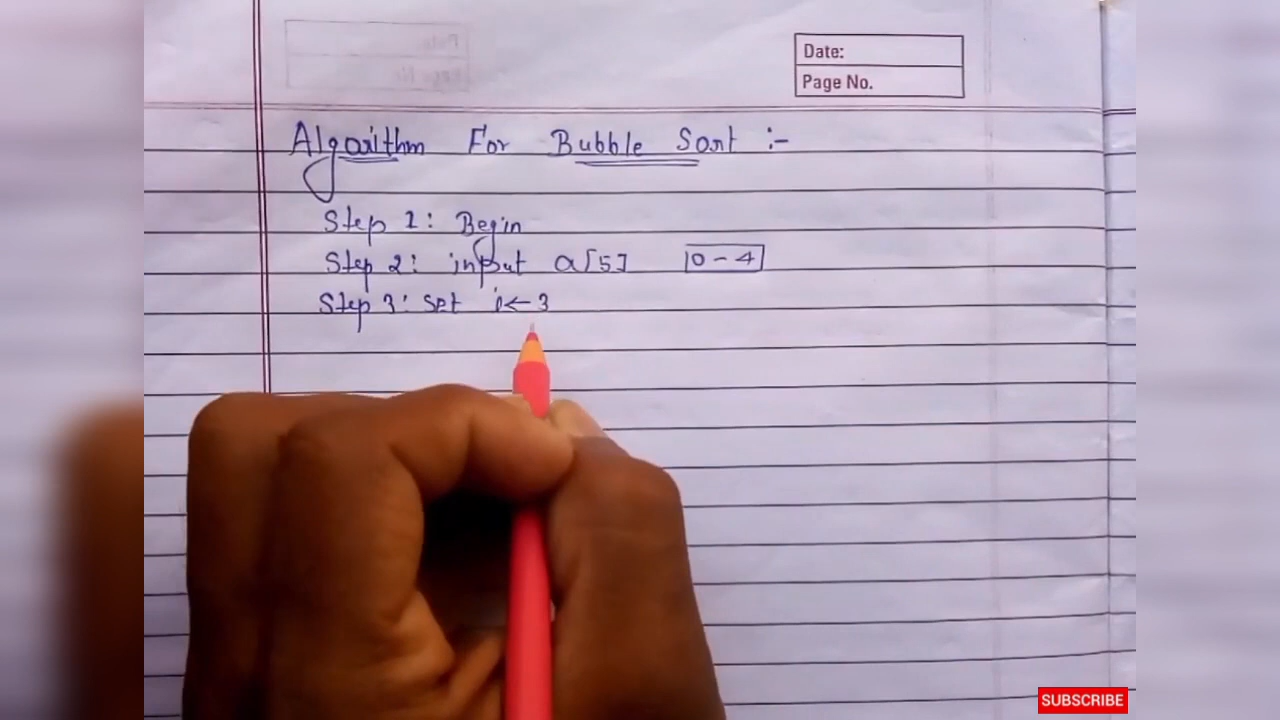 Date:
Page No.
Algorithm For Bubble Sort :-
Step 1: Begin
Step 2: input a[5] 0-4
Step 3: set i←3
SUBSCRIBE